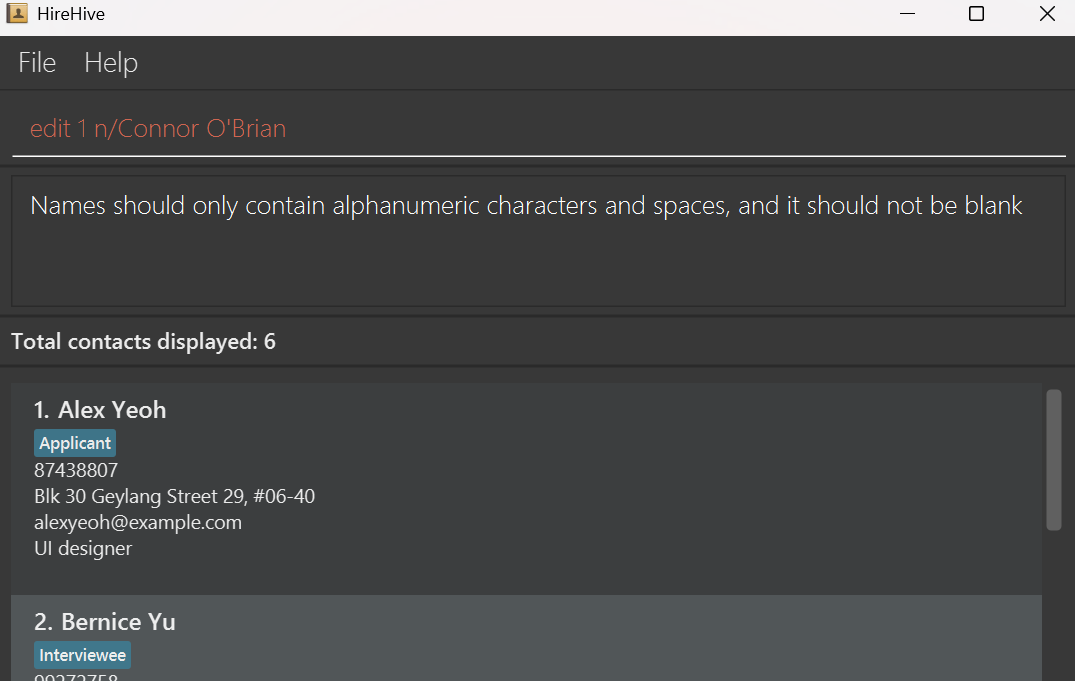 HireHive
File Help
edit 1 n/Connor O'Brian
Names should only contain alphanumeric characters and spaces, and it should not be blank
Total contacts displayed: 6
1. Alex Yeoh
Applicant
87438807
Blk 30 Geylang Street 29, #06-40
alexyeoh@example.com
UI designer
2. Bernice Yu
Interviewee